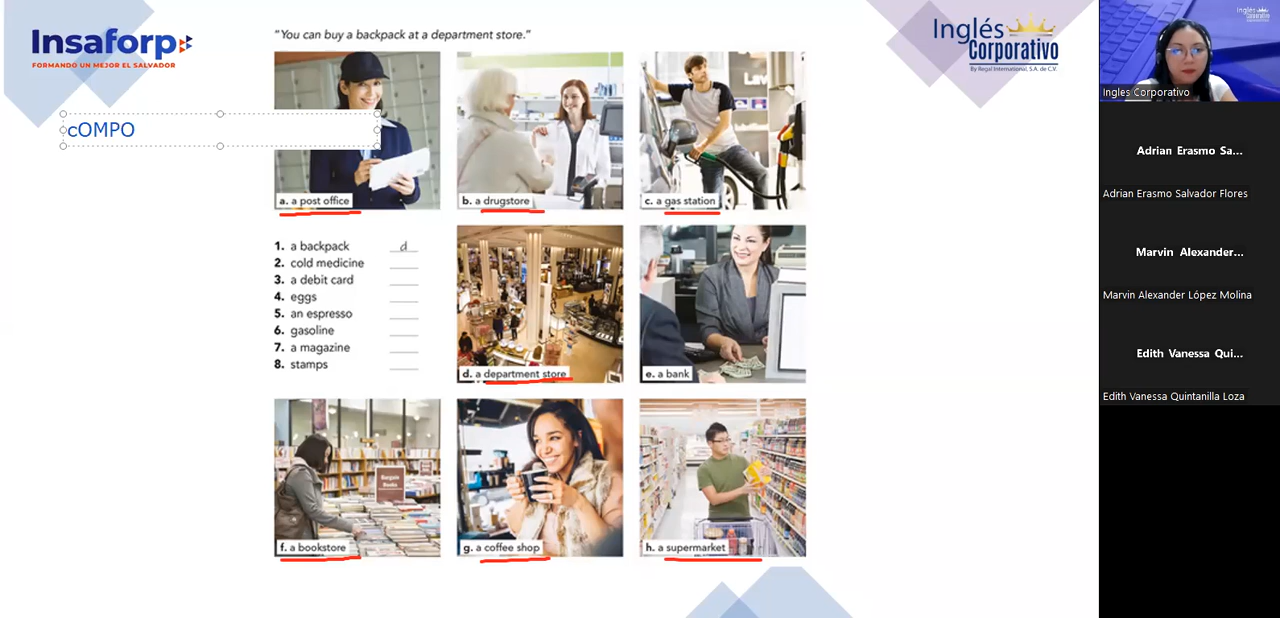 Insaforp
FORMANDO UN MEJOR EL SALVADOR
"You can buy a backpack at a department store."
Inglés
Corporativo
By Regal International, S.A. de C.V.
cOMPO
a. a post office
b. a drugstore
c. a gas station
1. a backpack d
2. cold medicine
3. a debit card
4. eggs
5. an espresso
6. gasoline
7. a magazine
8. stamps
d. a department store
e. a bank
Bargain
Books
f. a bookstore
g. a coffee shop
h. a supermarket
Ingles Corporativo
Adrian Erasmo Sa...
Adrian Erasmo Salvador Flores
Marvin Alexander...
Marvin Alexander López Molina
Edith Vanessa Qui...
Edith Vanessa Quintanilla Loza